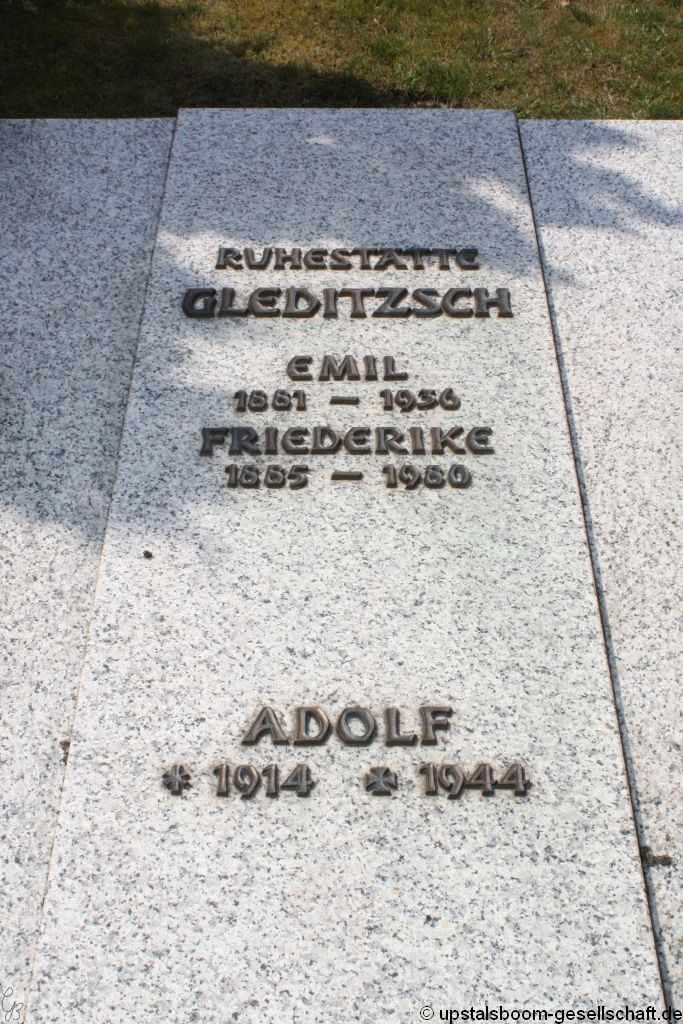 RUHESTÄTTE
GLEDITZSCH
EMIL
1881 – 1936
FRIEDERIKE
1885 – 1980
ADOLF
* 1914 ✠ 1944
© upstalsboom-gesellschaft.de